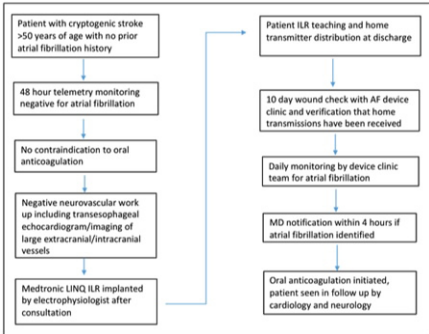 Patient with cryptogenic stroke
>50 years of age with no prior
atrial fibrillation history
48 hour telemetry monitoring
negative for atrial fibrillation
No contraindication to oral
anticoagulation
Negative neurovascular work
up including transesophageal
echocardiogram/imaging of
large extracranial/intracranial
vessels
Medtronic LINQ ILR implanted
by electrophysiologist after
consultation
Patient ILR teaching and home
transmitter distribution at discharge
10 day wound check with AF device
clinic and verification that home
transmissions have been received
Daily monitoring by device clinic
team for atrial fibrillation
MD notification within 4 hours if
atrial fibrillation identified
Oral anticoagulation initiated,
patient seen in follow up by
cardiology and neurology